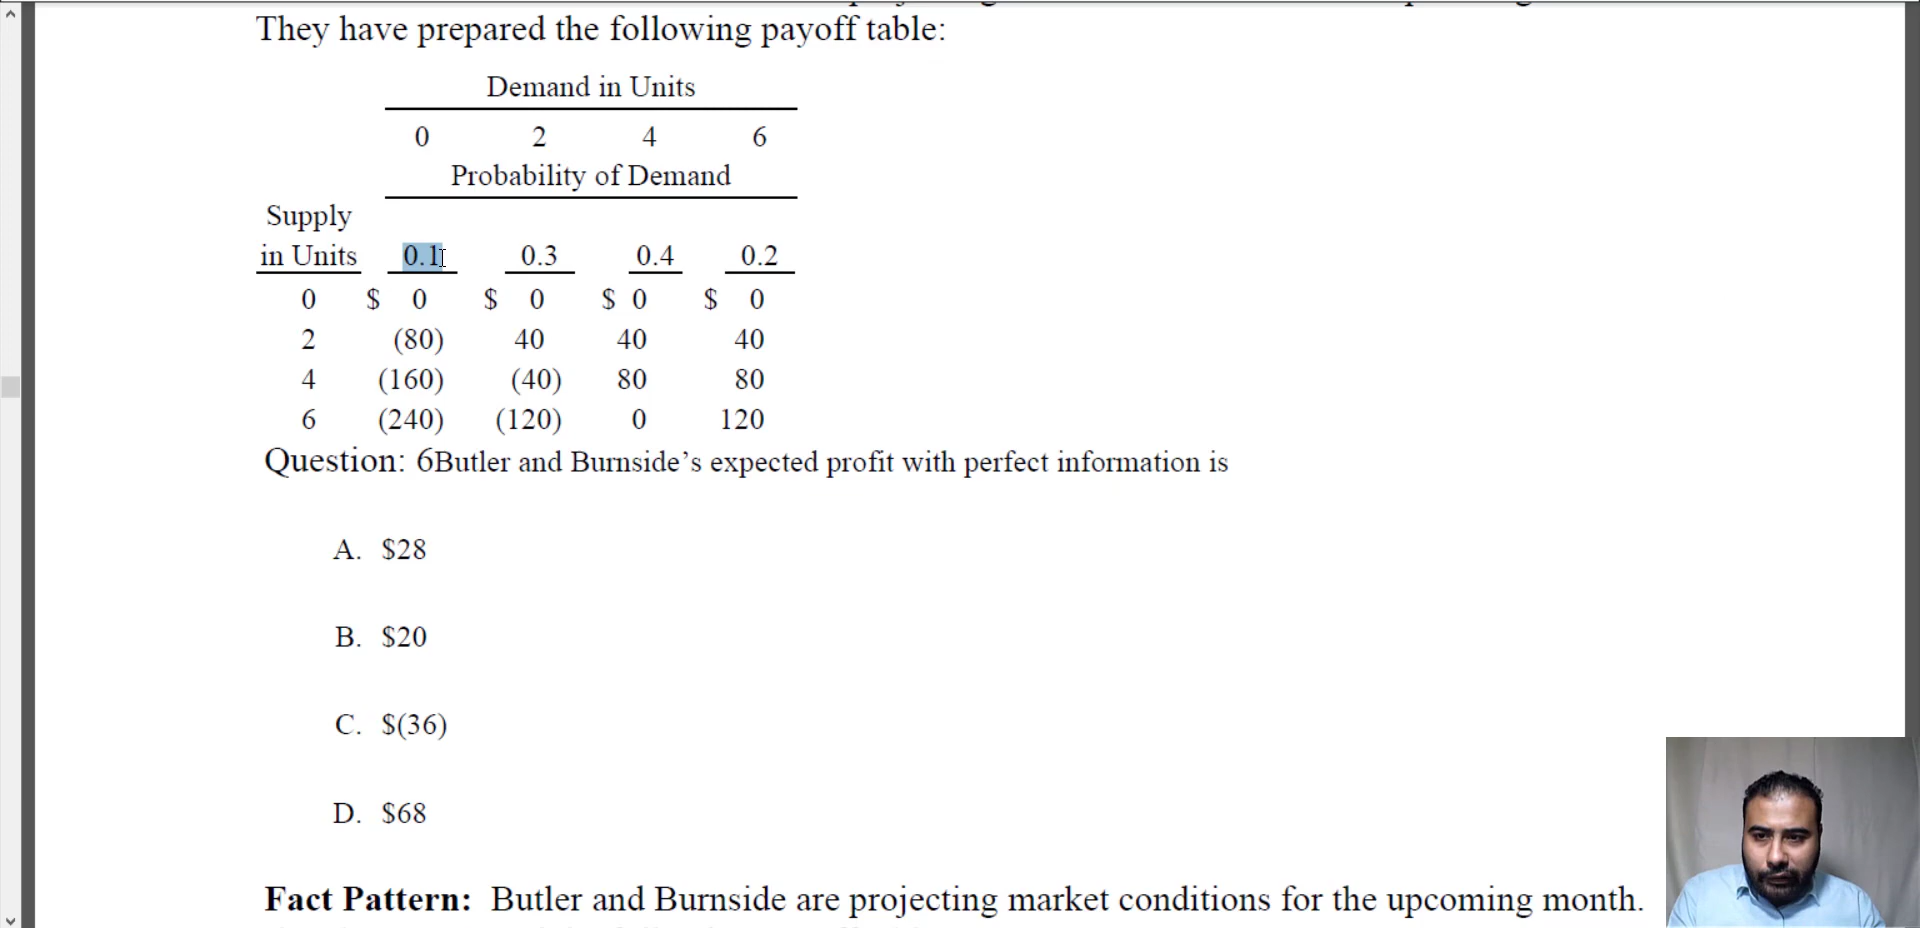 They have prepared the following payoff table:
Demand in Units
0 2 4 6
Probability of Demand
Supply
in Units 0.1 0.3 0.4 0.2
0 $ 0 $ 0 $ 0 $ 0
2 (80) 40 40 40
4 (160) (40) 80 80
6 (240) (120) 0 120
Question: 6Butler and Burnside’s expected profit with perfect information is
A. $28
B. $20
C. $(36)
D. $68
Fact Pattern: Butler and Burnside are projecting market conditions for the upcoming month.